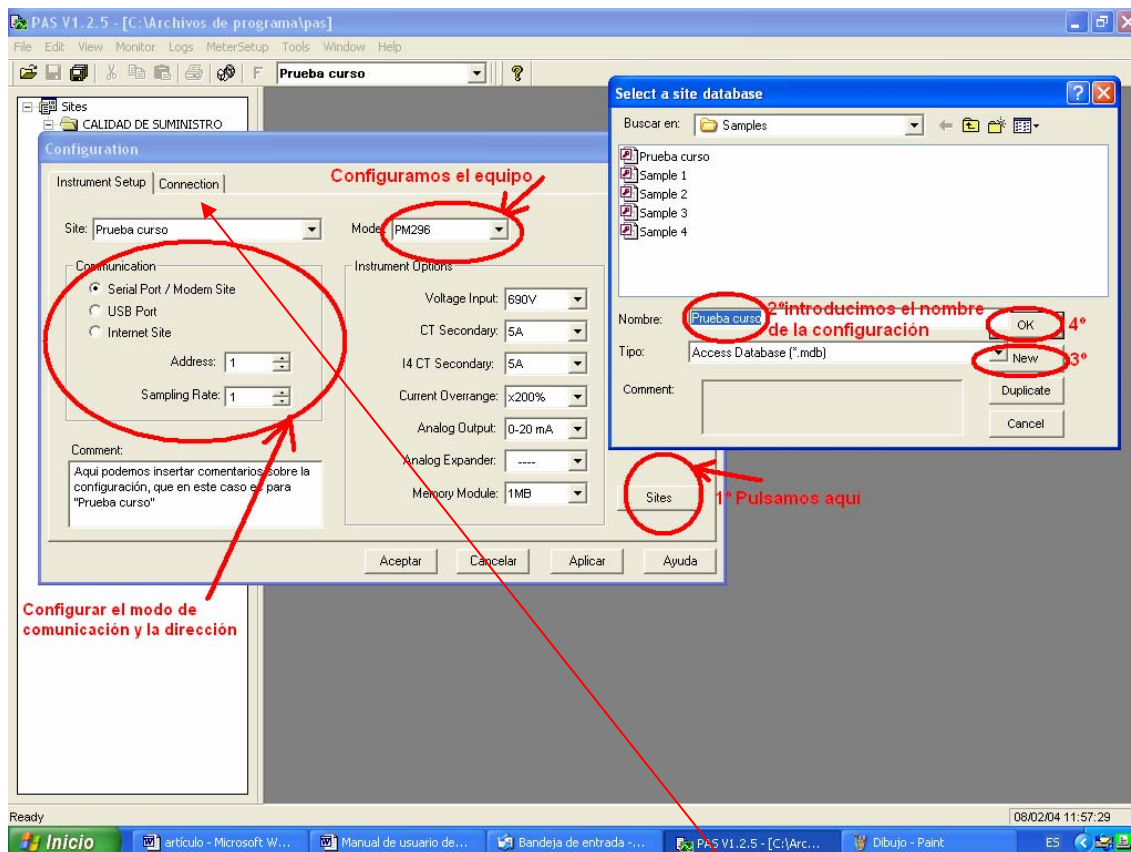 PAS V1.2.5 - [C:\Archivos de programa\pas]
File Edit View Monitor Logs MeterSetup Tools Window Help
F Prueba curso
Sites
CALIDAD DE SUMINISTRO
Configuration
Instrument Setup
Connection
Configuramos el equipo
Site: Prueba curso
Mode: PM296
Communication
Serial Port / Modem Site
USB Port
Internet Site
Address: 1
Sampling Rate: 1
Comment:
Aqui podemos insertar comentarios sobre la
configuración, que en este caso es para
"Prueba curso"
Instrument Options
Voltage Input: 690V
CT Secondary: 5A
I4 CT Secondary: 5A
Current Overrange: x200%
Analog Output: 0-20 mA
Analog Expander: ----
Memory Module: 1MB
Sites
1º Pulsamos aqui
Aceptar
Cancelar
Aplicar
Ayuda
Configurar el modo de
comunicación y la dirección
Select a site database
Buscar en: Samples
Prueba curso
Sample 1
Sample 2
Sample 3
Sample 4
Nombre: Prueba curso
2ºintroducimos el nombre
de la configuración
OK 4º
Tipo: Access Database (*.mdb)
New 3º
Comment:
Duplicate
Cancel
Ready
08/02/04 11:57:29
Inicio
artículo - Microsoft W...
Manual de usuario de...
Bandeja de entrada -...
PAS V1.2.5 - [C:\Arc...
Dibujo - Paint
ES